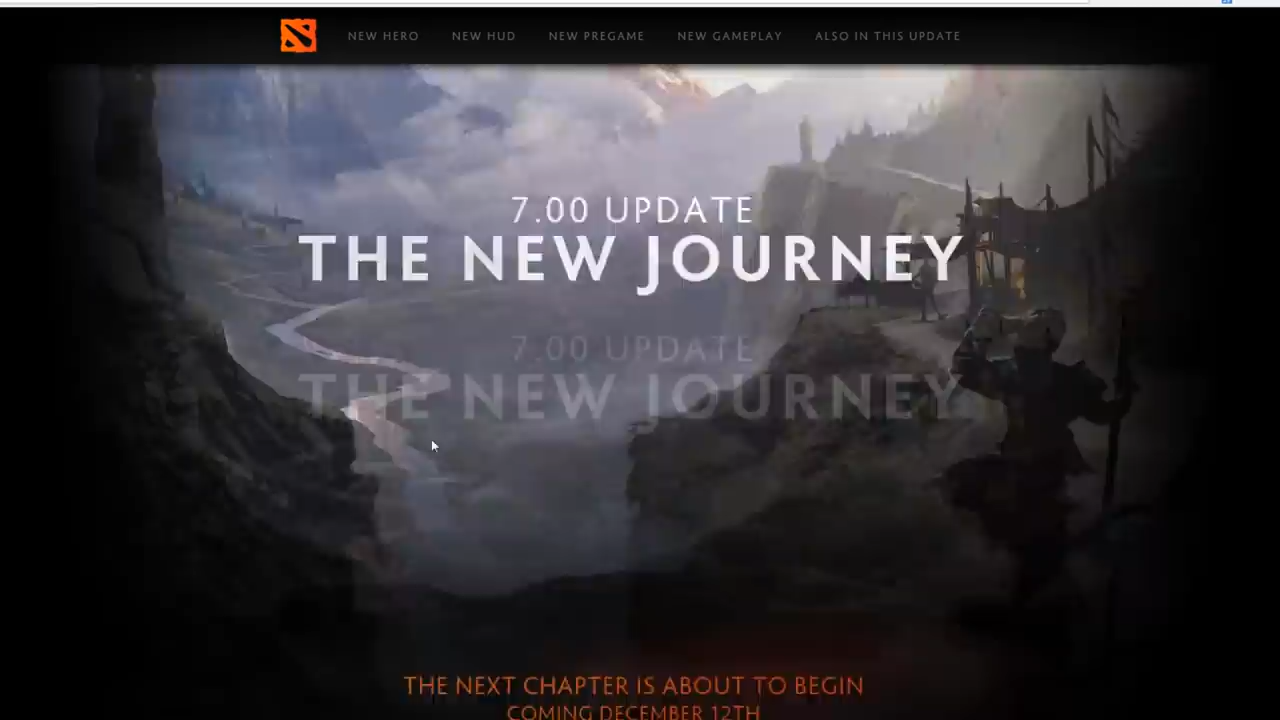 NEW HERO NEW HUD NEW PREGAME NEW GAMEPLAY ALSO IN THIS UPDATE
7.00 UPDATE
THE NEW JOURNEY
7.00 UPDATE
THE NEW JOURNEY
THE NEXT CHAPTER IS ABOUT TO BEGIN
COMING DECEMBER 12TH